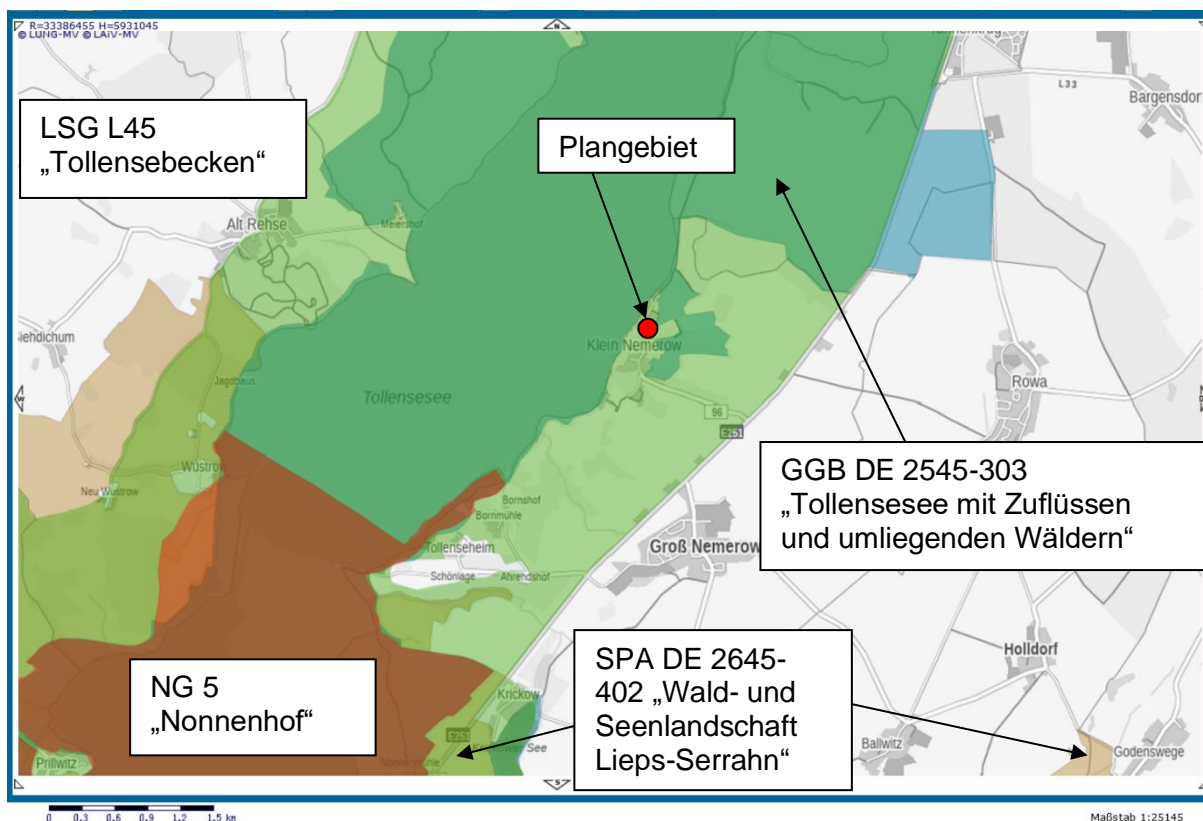 R=33386455 H=5931045
© LUNG-MV © LAiV-MV
N
L33
Bargensdorf
LSG L45
„Tollensebecken“
Plangebiet
Alt Rehse
Meiershof
Klein Nemerow
Jagdhaus
Tollensesee
W
Rowa
96
E251
Wustrow
Neu Wustrow
GGB DE 2545-303
„Tollensesee mit Zuflüssen
und umliegenden Wäldern“
Bornshof
Bornmühle
Tollenseheim
Groß Nemerow
Schönlage
Ahrendshof
NG 5
„Nonnenhof“
SPA DE 2645-
402 „Wald- und
Seenlandschaft
Lieps-Serrahn“
Holldorf
Krickow
E251
Ballwitz
Godenswege
Prillwitz
S
0 0.3 0.6 0.9 1.2 1.5 km
Maßstab 1:25145